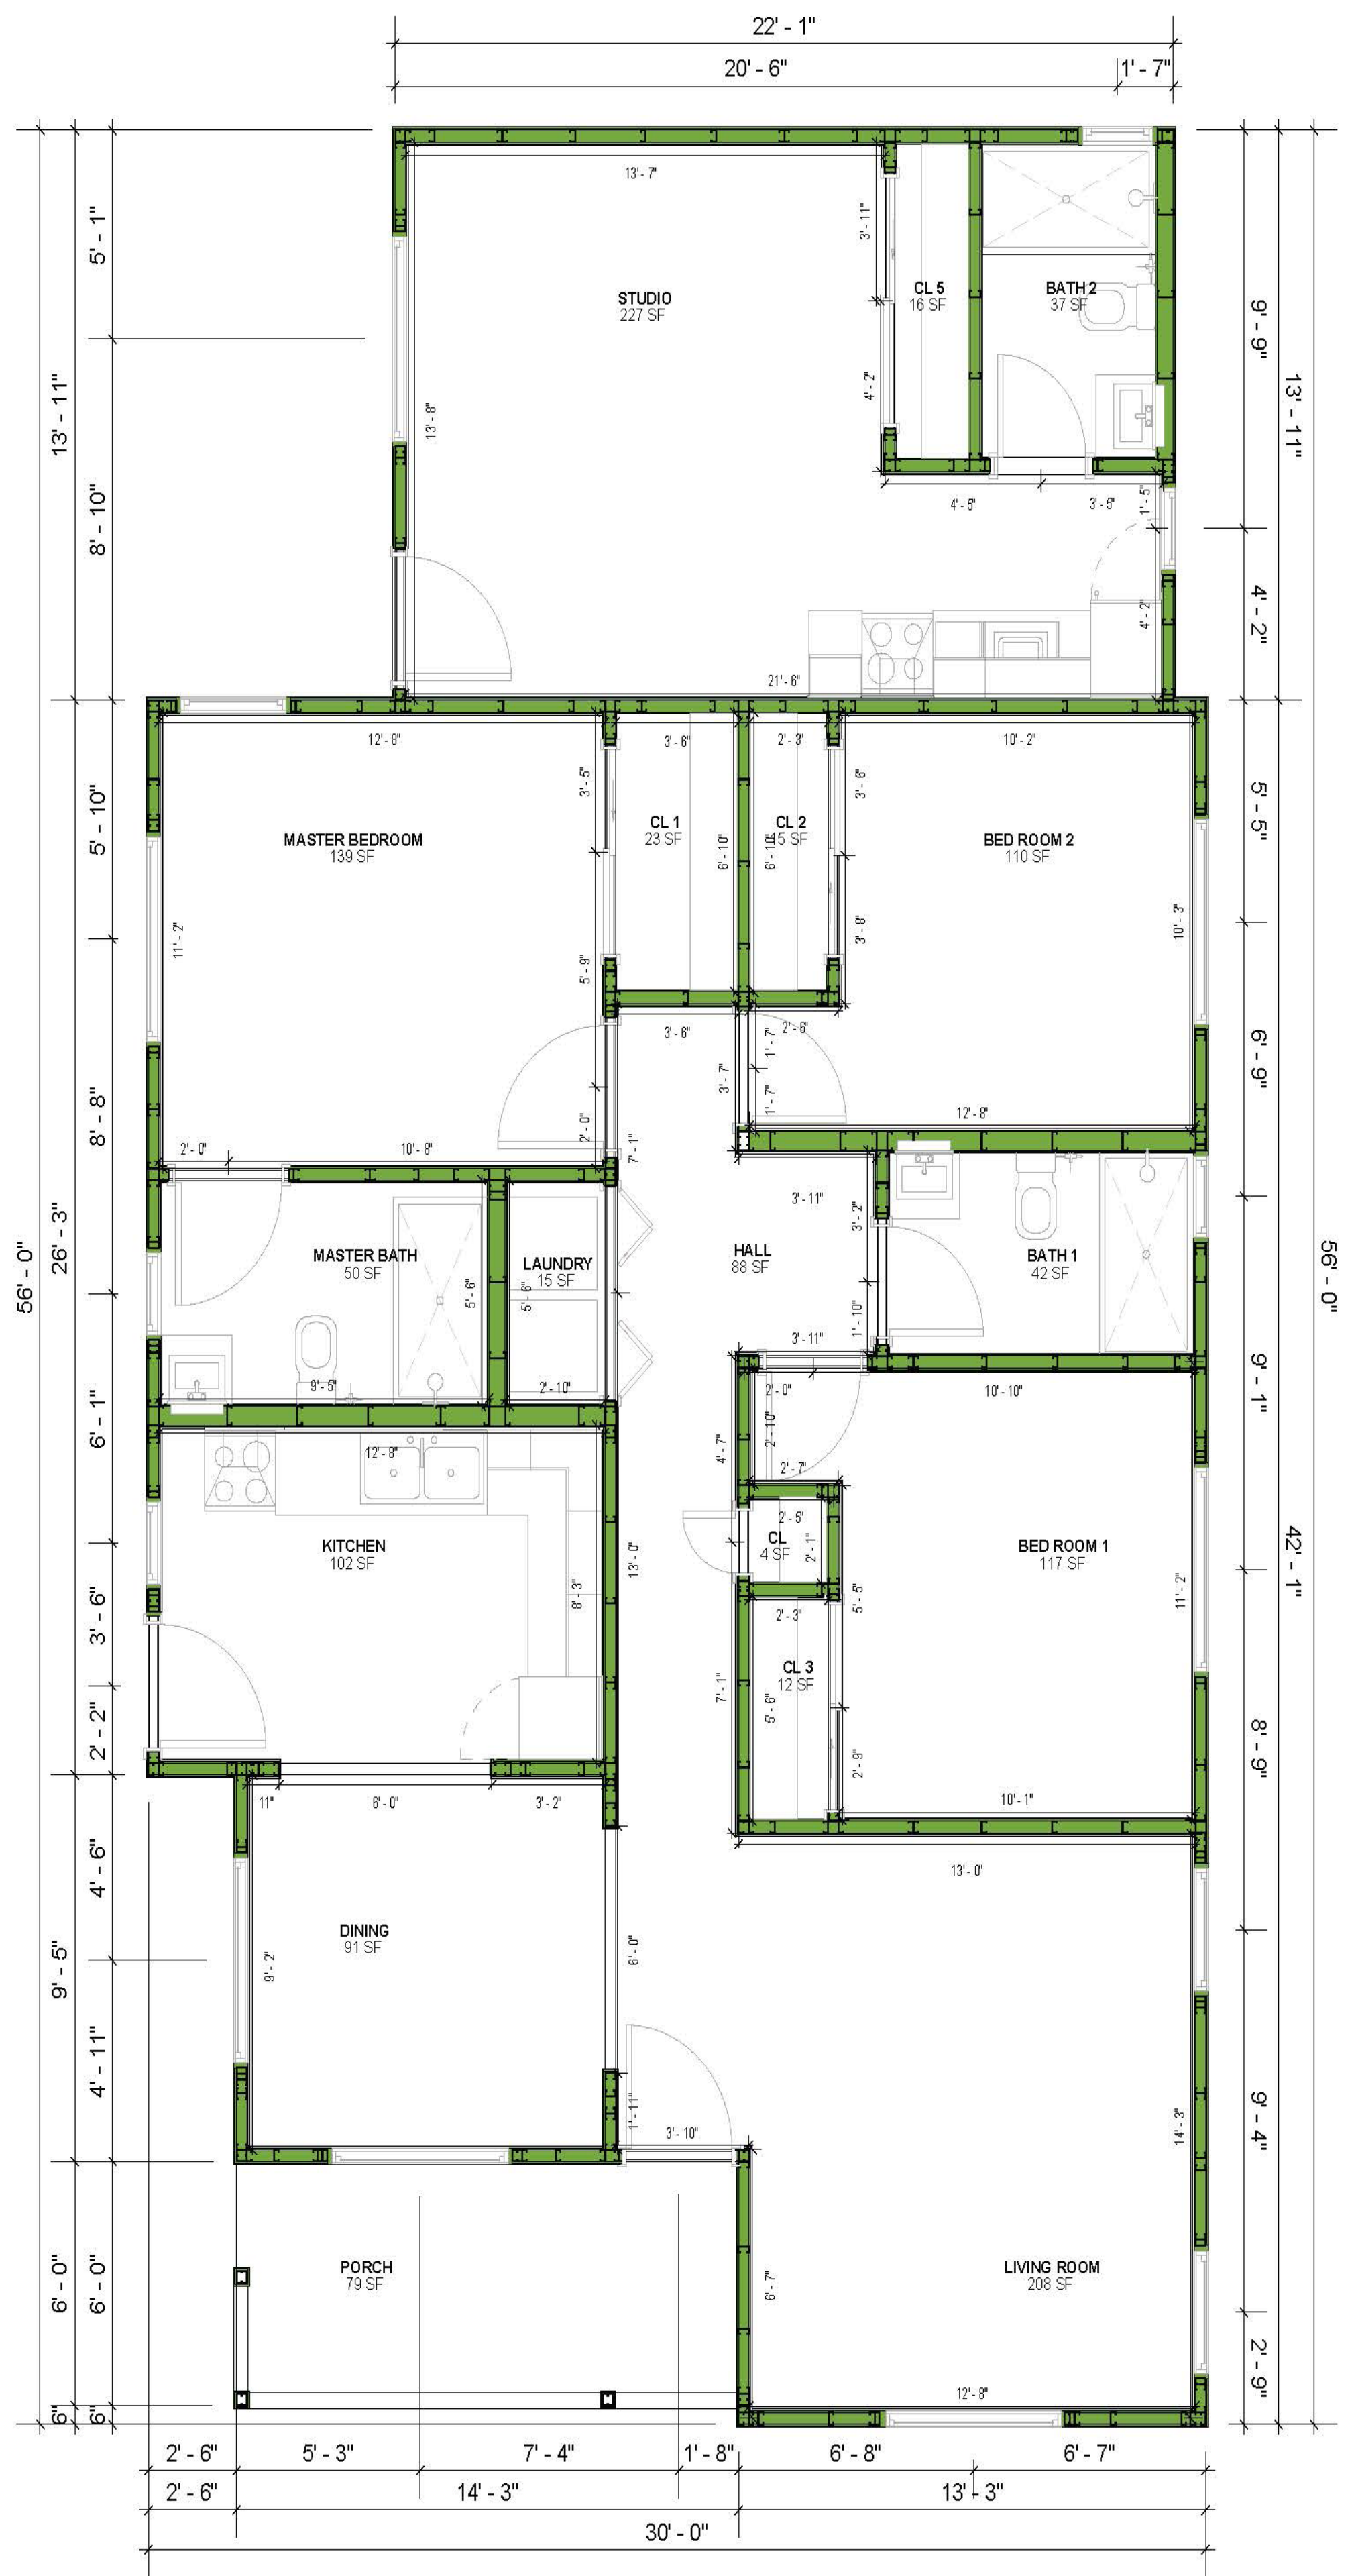 22' - 1"
20' - 6"
1' - 7"
13' - 7"
5' - 1"
3' - 11"
STUDIO
227 SF
CL 5
16 SF
BATH 2
37 SF
9' - 9"
13' - 11"
13' - 11"
13' - 8"
4' - 2"
8' - 10"
4' - 5"
3' - 5"
1' - 5"
4' - 2"
4' - 2"
21' - 6"
12' - 8"
3' - 6"
2' - 3"
10' - 2"
3' - 5"
3' - 6"
5' - 10"
5' - 5"
MASTER BEDROOM
139 SF
CL 1
23 SF
6' - 10"
CL 2
15 SF
6' - 10"
BED ROOM 2
110 SF
11' - 2"
5' - 9"
3' - 8"
10' - 3"
3' - 6"
2' - 6"
1' - 7"
6' - 9"
3' - 7"
1' - 7"
8' - 8"
12' - 8"
2' - 0"
10' - 8"
2' - 0"
7' - 1"
3' - 11"
3' - 2"
26' - 3"
56' - 0"
MASTER BATH
50 SF
5' - 6"
LAUNDRY
15 SF
5' - 6"
HALL
88 SF
BATH 1
42 SF
56' - 0"
1' - 10"
3' - 11"
9' - 5"
2' - 10"
2' - 0"
10' - 10"
9' - 1"
6' - 1"
2' - 10"
4' - 7"
12' - 8"
2' - 7"
2' - 5"
KITCHEN
102 SF
13' - 0"
CL
4 SF
2' - 1"
BED ROOM 1
117 SF
42' - 1"
8' - 3"
5' - 5"
11' - 2"
3' - 6"
2' - 3"
CL 3
12 SF
7' - 1"
5' - 6"
2' - 2"
8' - 9"
2' - 9"
11"
6' - 0"
3' - 2"
10' - 1"
4' - 6"
13' - 0"
DINING
91 SF
9' - 5"
9' - 2"
6' - 0"
4' - 11"
1' - 11"
3' - 10"
14' - 3"
9' - 4"
PORCH
79 SF
LIVING ROOM
208 SF
6' - 0"
6' - 0"
6' - 7"
2' - 9"
12' - 8"
6"
6"
2' - 6"
5' - 3"
7' - 4"
1' - 8"
6' - 8"
6' - 7"
2' - 6"
14' - 3"
13' - 3"
30' - 0"